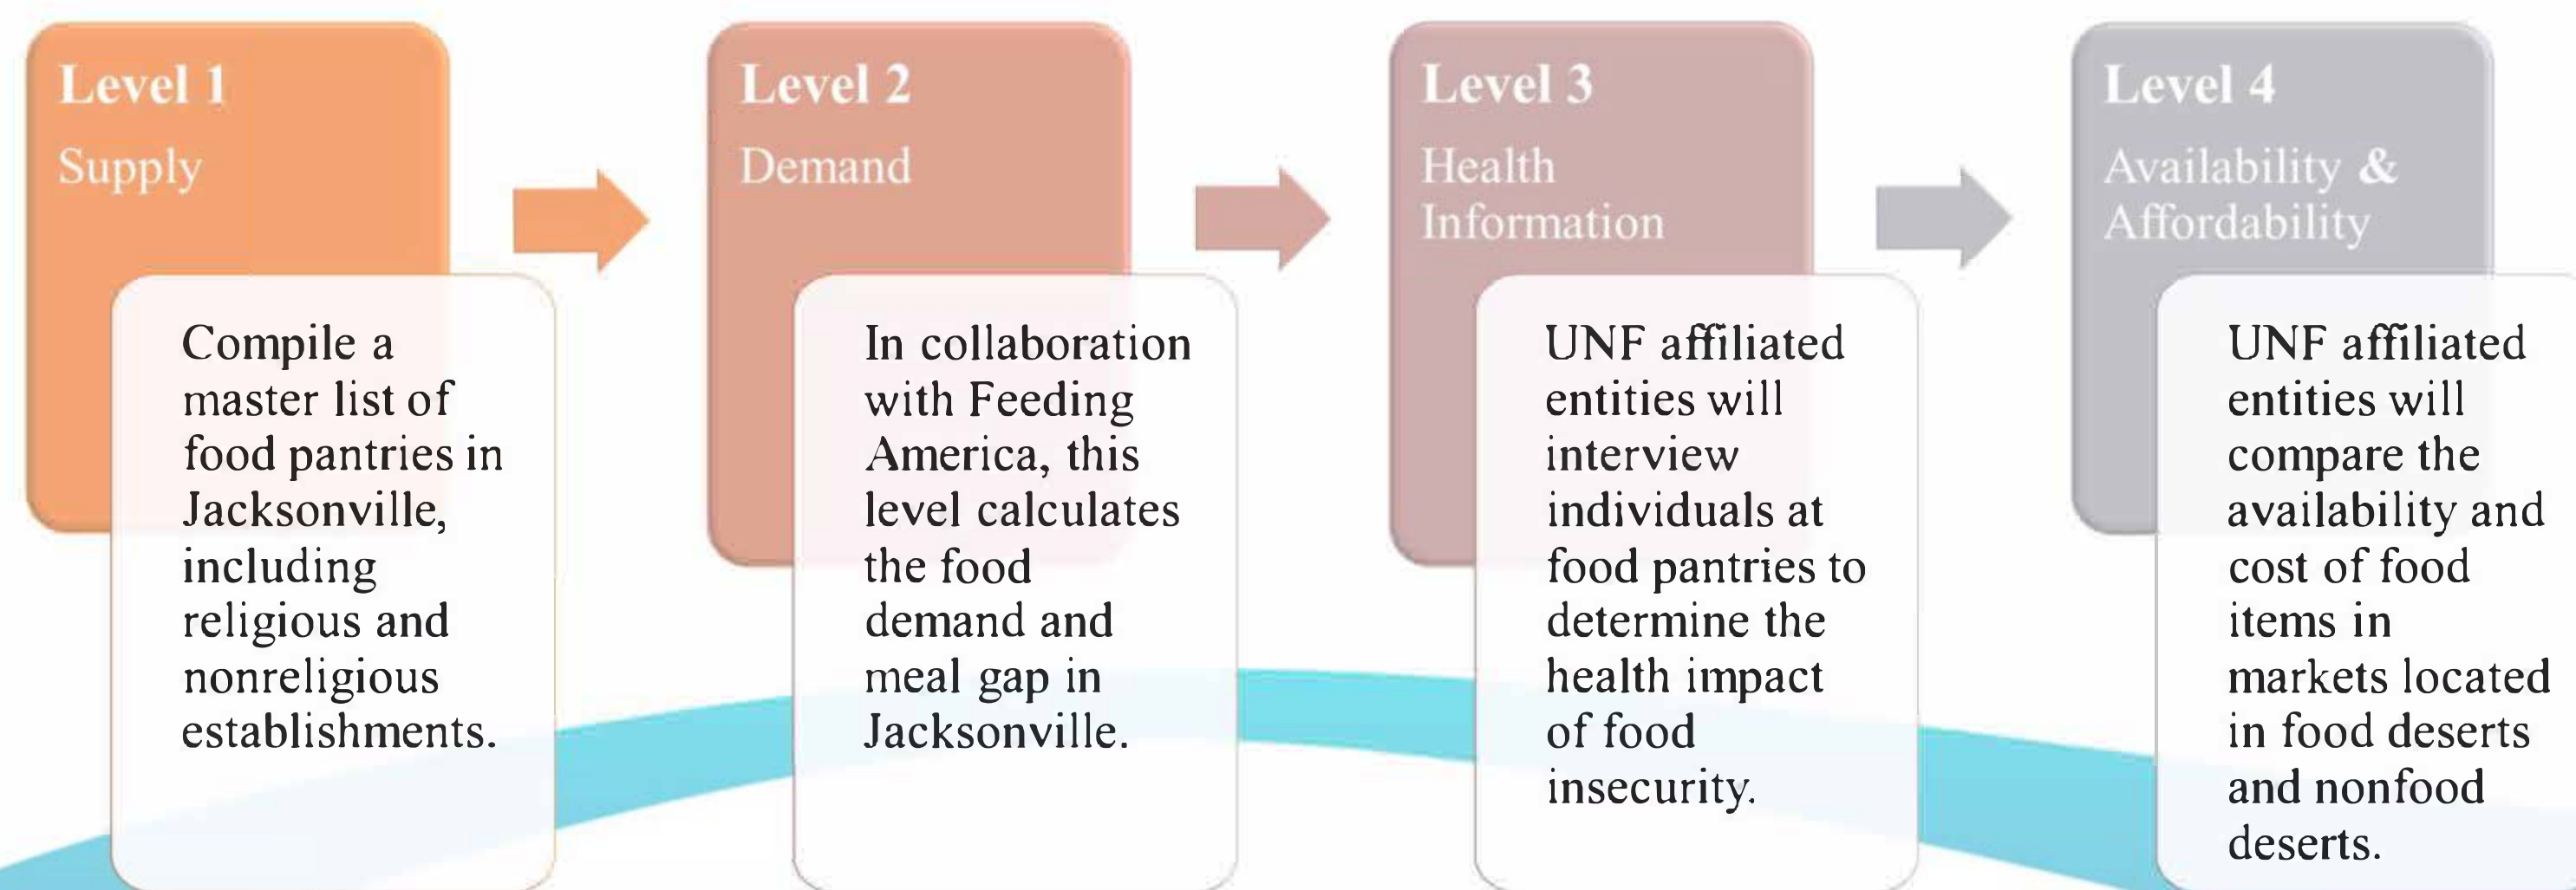 Level 1
Supply
Compile a
master list of
food pantries in
Jacksonville,
including
religious and
nonreligious
establishments.
Level 2
Demand
In collaboration
with Feeding
America, this
level calculates
the food
demand and
meal gap in
Jacksonville.
Level 3
Health
Information
UNF affiliated
entities will
interview
individuals at
food pantries to
determine the
health impact
of food
insecurity.
Level 4
Availability &
Affordability
UNF affiliated
entities will
compare the
availability and
cost of food
items in
markets located
in food deserts
and nonfood
deserts.